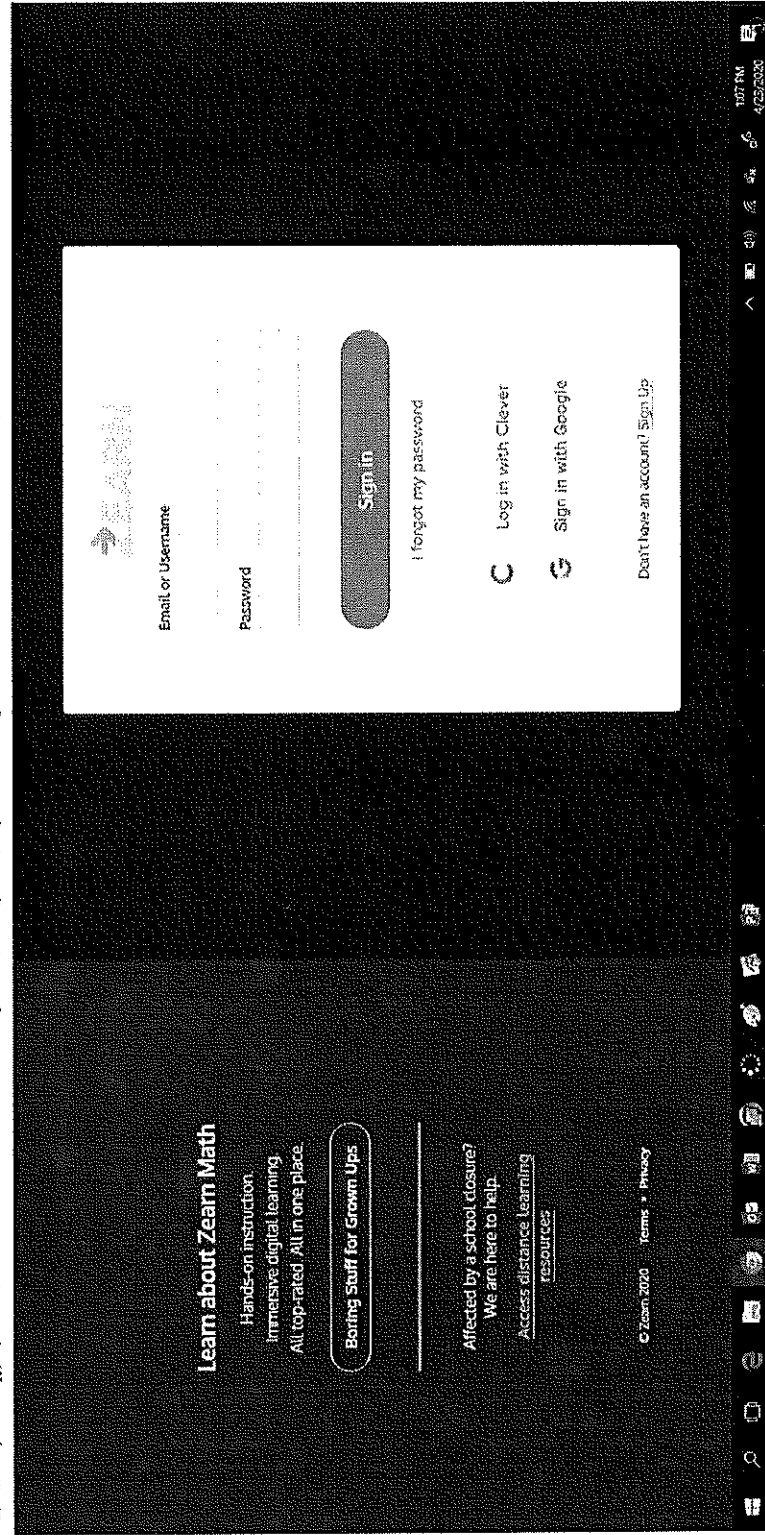 Learn about Zearn Math
Hands-on instruction.
Immersive digital learning.
All top-rated. All in one place.
Boring Stuff for Grown Ups
Affected by a school closure?
We are here to help.
Access distance learning
resources
© Zearn 2020 Terms • Privacy
ZEARN
Email or Username
Password
Sign in
I forgot my password
Log in with Clever
Sign in with Google
Don't have an account? Sign Up
1:07 PM
4/23/2020